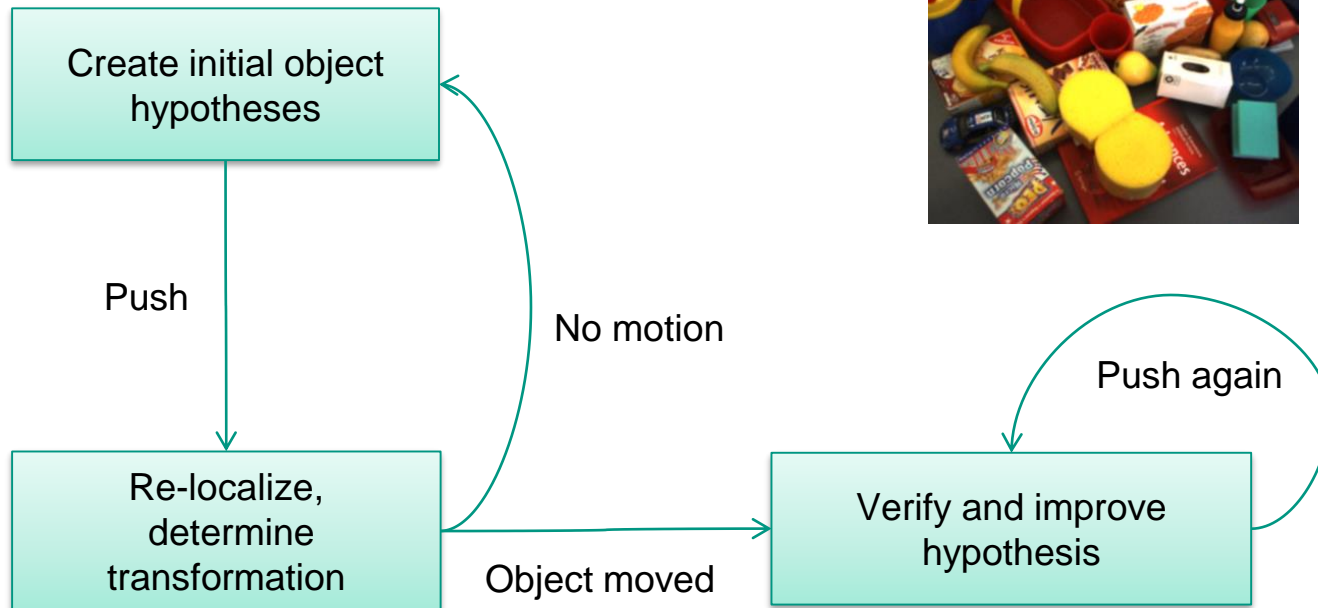 Create initial object
hypotheses
Push
No motion
Push again
Re-localize,
determine
transformation
Object moved
Verify and improve
hypothesis
Popcorn